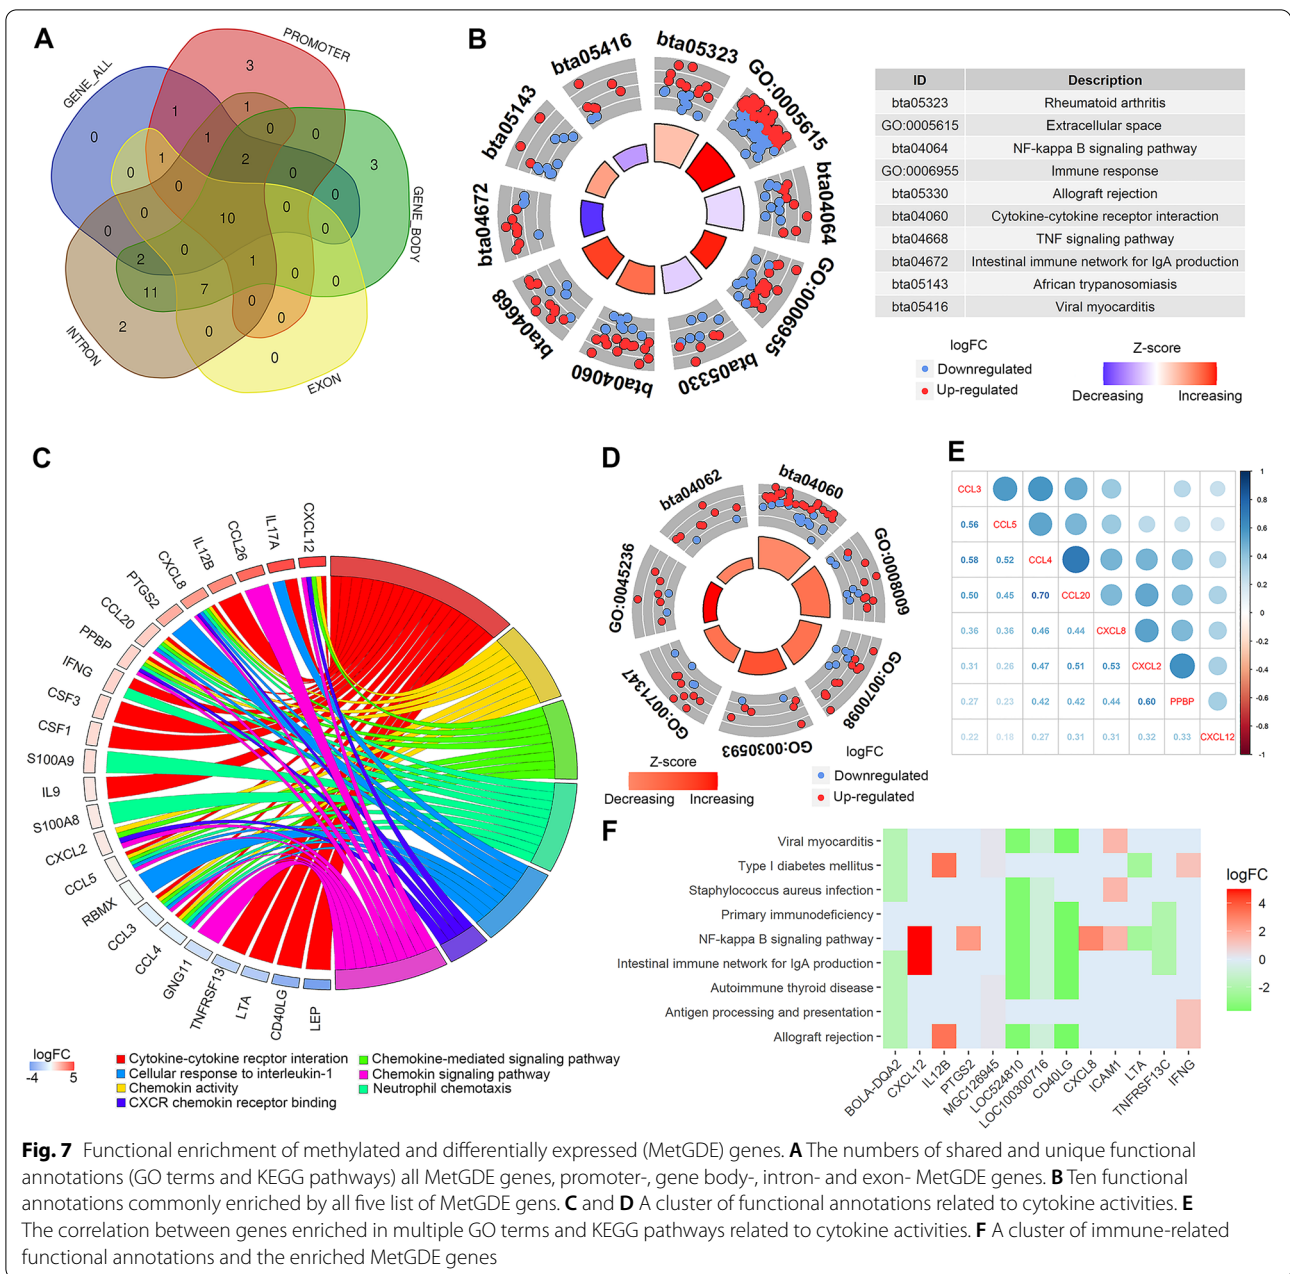 A
GENE_ALL
PROMOTER
GENE_BODY
EXON
INTRON
3
1
1
0
1
0
0
3
1
2
0
0
0
0
0
0
10
0
0
0
0
2
1
0
0
11
7
0
0
2
0
0
B
bta05416
bta05323
GO:0005615
bta04064
GO:0006955
bta05330
bta04060
bta04668
bta04672
bta05143
ID Description
bta05323 Rheumatoid arthritis
GO:0005615 Extracellular space
bta04064 NF-kappa B signaling pathway
GO:0006955 Immune response
bta05330 Allograft rejection
bta04060 Cytokine-cytokine receptor interaction
bta04668 TNF signaling pathway
bta04672 Intestinal immune network for IgA production
bta05143 African trypanosomiasis
bta05416 Viral myocarditis
logFC
Downregulated
Up-regulated
Z-score
Decreasing Increasing
C
CXCL12
IL17A
CCL26
IL12B
CXCL8
PTGS2
CCL20
PPBP
IFNG
CSF3
CSF1
S100A9
IL9
S100A8
CXCL2
CCL5
RBMX
CCL3
CCL4
GNG11
TNFRSF13
LTA
CD40LG
LEP
logFC
-4 5
Cytokine-cytokine recptor interation
Cellular response to interleukin-1
Chemokin activity
CXCR chemokin receptor binding
Chemokine-mediated signaling pathway
Chemokin signaling pathway
Neutrophil chemotaxis
D
bta04062
bta04060
GO:0008009
GO:0070098
GO:0030593
GO:0071347
GO:0045236
Z-score
Decreasing Increasing
logFC
Downregulated
Up-regulated
E
CCL3
0.56 CCL5
0.58 0.52 CCL4
0.50 0.45 0.70 CCL20
0.36 0.36 0.46 0.44 CXCL8
0.31 0.26 0.47 0.51 0.53 CXCL2
0.27 0.23 0.42 0.42 0.44 0.60 PPBP
0.22 0.18 0.27 0.31 0.31 0.32 0.33 CXCL12
1
0.8
0.6
0.4
0.2
0
-0.2
-0.4
-0.6
-0.8
-1
F
Viral myocarditis
Type I diabetes mellitus
Staphylococcus aureus infection
Primary immunodeficiency
NF-kappa B signaling pathway
Intestinal immune network for IgA production
Autoimmune thyroid disease
Antigen processing and presentation
Allograft rejection
BOLA-DQA2
CXCL12
IL12B
PTGS2
MGC126945
LOC524810
LOC100300716
CD40LG
CXCL8
ICAM1
LTA
TNFRSF13C
IFNG
logFC
4
2
0
-2
Fig. 7 Functional enrichment of methylated and differentially expressed (MetGDE) genes. A The numbers of shared and unique functional
annotations (GO terms and KEGG pathways) all MetGDE genes, promoter-, gene body-, intron- and exon- MetGDE genes. B Ten functional
annotations commonly enriched by all five list of MetGDE gens. C and D A cluster of functional annotations related to cytokine activities. E
The correlation between genes enriched in multiple GO terms and KEGG pathways related to cytokine activities. F A cluster of immune-related
functional annotations and the enriched MetGDE genes